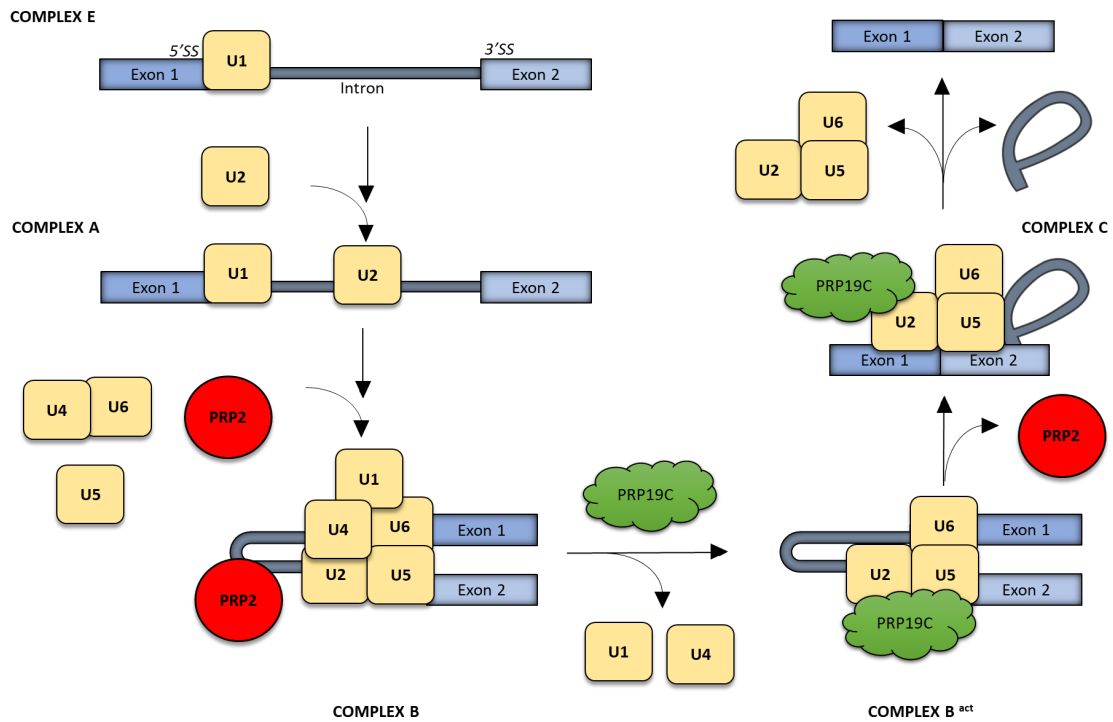 COMPLEX E
5'SS
U1
3'SS
Exon 1
Exon 2
Intron
U2
COMPLEX A
Exon 1
U1
U2
Exon 2
U4
U6
PRP2
U5
U1
U4
U6
Exon 1
U2
U5
Exon 2
PRP2
COMPLEX B
PRP19C
U1
U4
U6
Exon 1
U2
U5
Exon 2
PRP19C
COMPLEX B act
PRP2
COMPLEX C
PRP19C
U6
U2
U5
Exon 1
Exon 2
U6
U2
U5
Exon 1
Exon 2